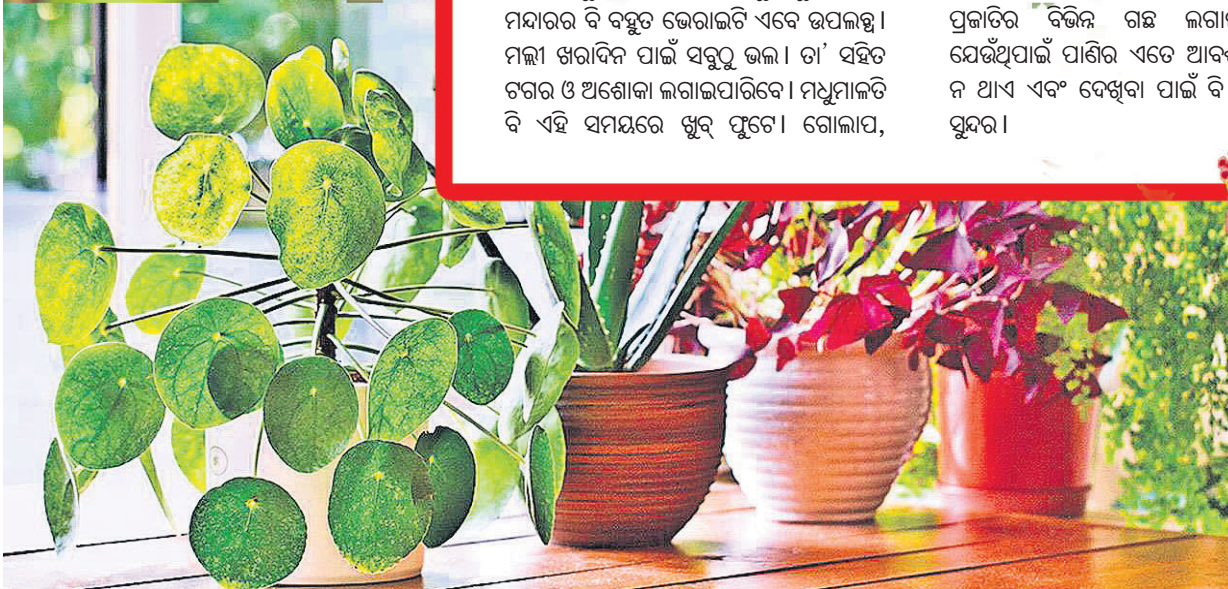 ମନ୍ଦାରର ବି ବହୁତ ଭେରାଇଟି ଏବେ ଉପଲବ୍ଧ।
ମଲ୍ଲୀ ଖରାଦିନ ପାଇଁ ସବୁଠୁ ଭଲ। ତା’ ସହିତ
ଟଗର ଓ ଅଶୋକା ଲଗାଇପାରିବେ। ମଧୁମାଳତି
ବି ଏହି ସମୟରେ ଖୁବ୍ ଫୁଟେ। ଗୋଲାପ,
ପ୍ରଜାତିର ବିଭିନ୍ନ ଗଛ
ଯେଉଁଥିପାଇଁ ପାଣିର ଏତେ
ନ ଥାଏ ଏବଂ ଦେଖିବା ପାଇଁ ବି
ସୁନ୍ଦର।